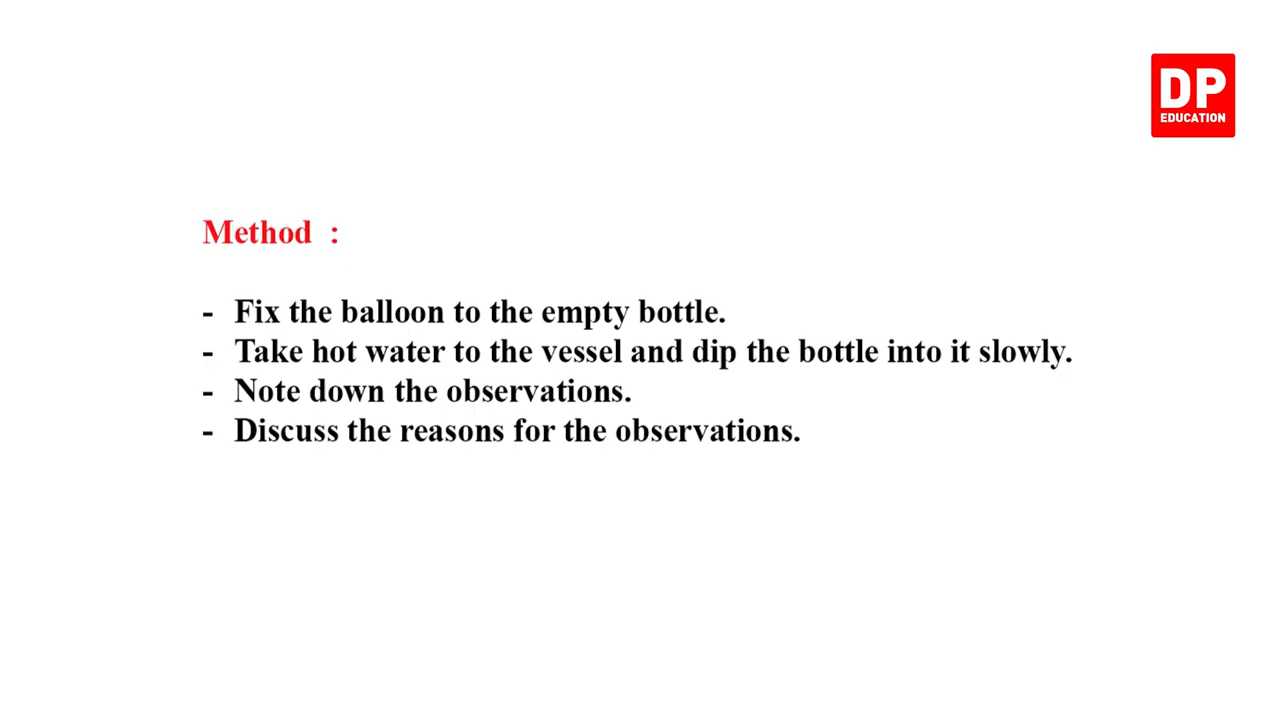 DP
EDUCATION
Method :
- Fix the balloon to the empty bottle.
- Take hot water to the vessel and dip the bottle into it slowly.
- Note down the observations.
- Discuss the reasons for the observations.